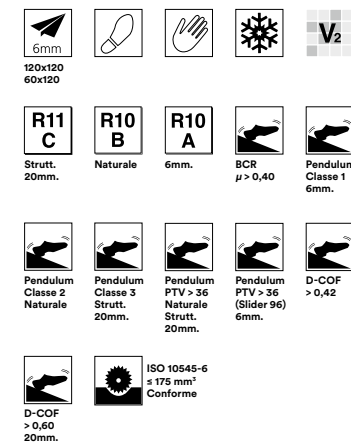 6mm
V2
120x120
60x120
R11
C
R10
B
R10
A
Strutt.
20mm.
Naturale
6mm.
BCR
μ > 0,40
Pendulum
Classe 1
6mm.
Pendulum
Classe 2
Naturale
Pendulum
Classe 3
Strutt.
20mm.
Pendulum
PTV > 36
Naturale
Strutt.
20mm.
Pendulum
PTV > 36
(Slider 96)
6mm.
D-COF
> 0,42
ISO 10545-6
≤ 175 mm³
Conforme
D-COF
> 0,60
20mm.